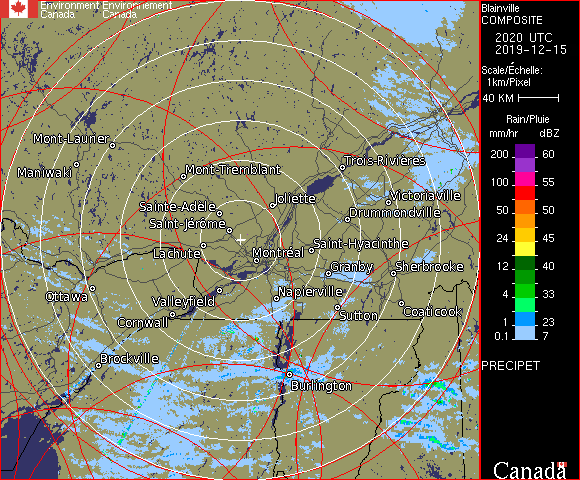 Environment Environnement
Canada Canada
Mont-Laurier
Maniwaki
Mont-Tremblant
Trois-Rivières
Joliette
Victoriaville
Sainte-Adèle
Drummondville
Saint-Jérôme
Saint-Hyacinthe
Lachute
Montréal
Granby
Sherbrooke
Ottawa
Valleyfield
Napierville
Cornwall
Sutton
Coaticook
Brockville
Burlington
Blainville
COMPOSITE
2020 UTC
2019-12-15
Scale/Échelle:
1km/Pixel
40 KM
Rain/Pluie
mm/hr dBZ
200 60
100 55
50 50
24 45
12 40
4 33
1 23
0.1 7
PRECIPET
Canada